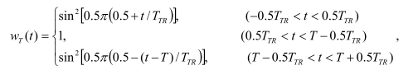 w_T(t) = { sin²[0.5π(0.5 + t / T_TR)], (-0.5T_TR < t < 0.5T_TR)
1, (0.5T_TR < t < T - 0.5T_TR) ,
sin²[0.5π(0.5 - (t - T) / T_TR)], (T - 0.5T_TR < t < T + 0.5T_TR)